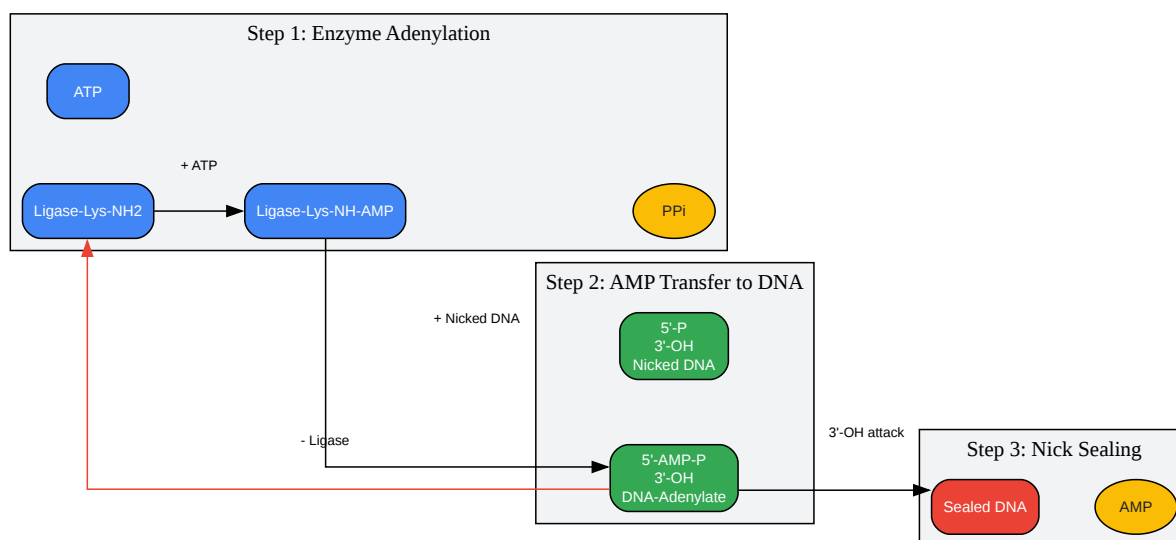 Step 1: Enzyme Adenylation
ATP
+ ATP
Ligase-Lys-NH2
Ligase-Lys-NH-AMP
PPi
Step 2: AMP Transfer to DNA
+ Nicked DNA
5'-P
3'-OH
Nicked DNA
- Ligase
5'-AMP-P
3'-OH
DNA-Adenylate
3'-OH attack
Step 3: Nick Sealing
Sealed DNA
AMP